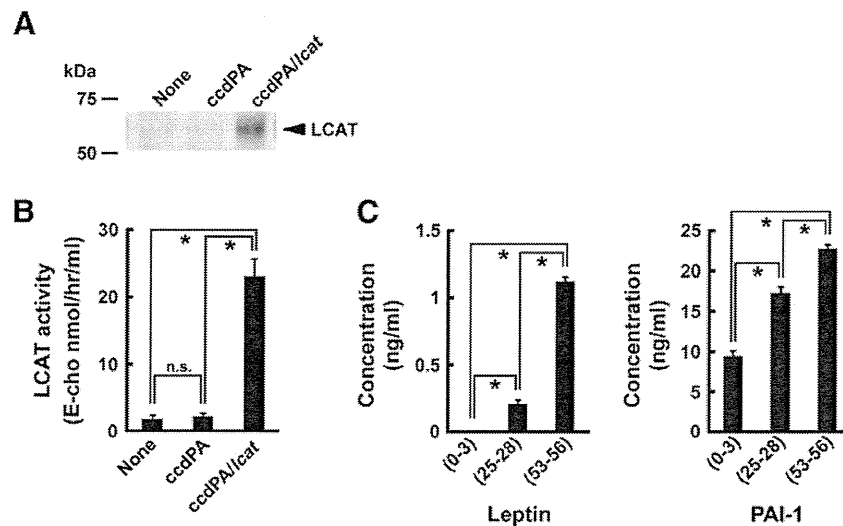 A
kDa
None
ccdPA
ccdPA/lcat
75
LCAT
50
B
LCAT activity
(E-cho nmol/hr/ml)
30
20
10
0
*
*
n.s.
None
ccdPA
ccdPA/lcat
C
Concentration
(ng/ml)
1.5
1
0.5
0
*
*
*
(0-3)
(25-28)
(53-56)
Leptin
Concentration
(ng/ml)
25
20
15
10
5
0
*
*
*
(0-3)
(25-28)
(53-56)
PAI-1